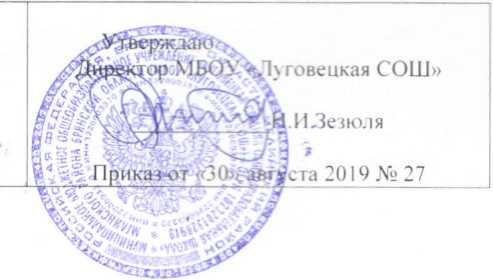 Утверждаю
Директор МБОУ «Луговецкая СОШ»
Н.И.Зезюля
Приказ от «30» августа 2019 № 27